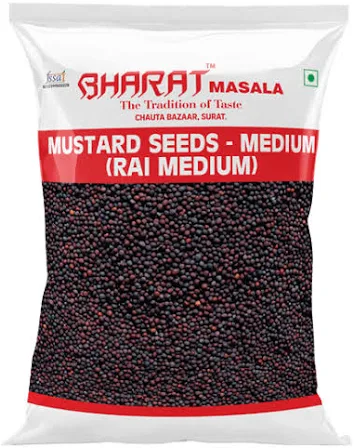 BHARAT™ MASALA
The Tradition of Taste
CHAUTA BAZAAR, SURAT.
MUSTARD SEEDS - MEDIUM
(RAI MEDIUM)